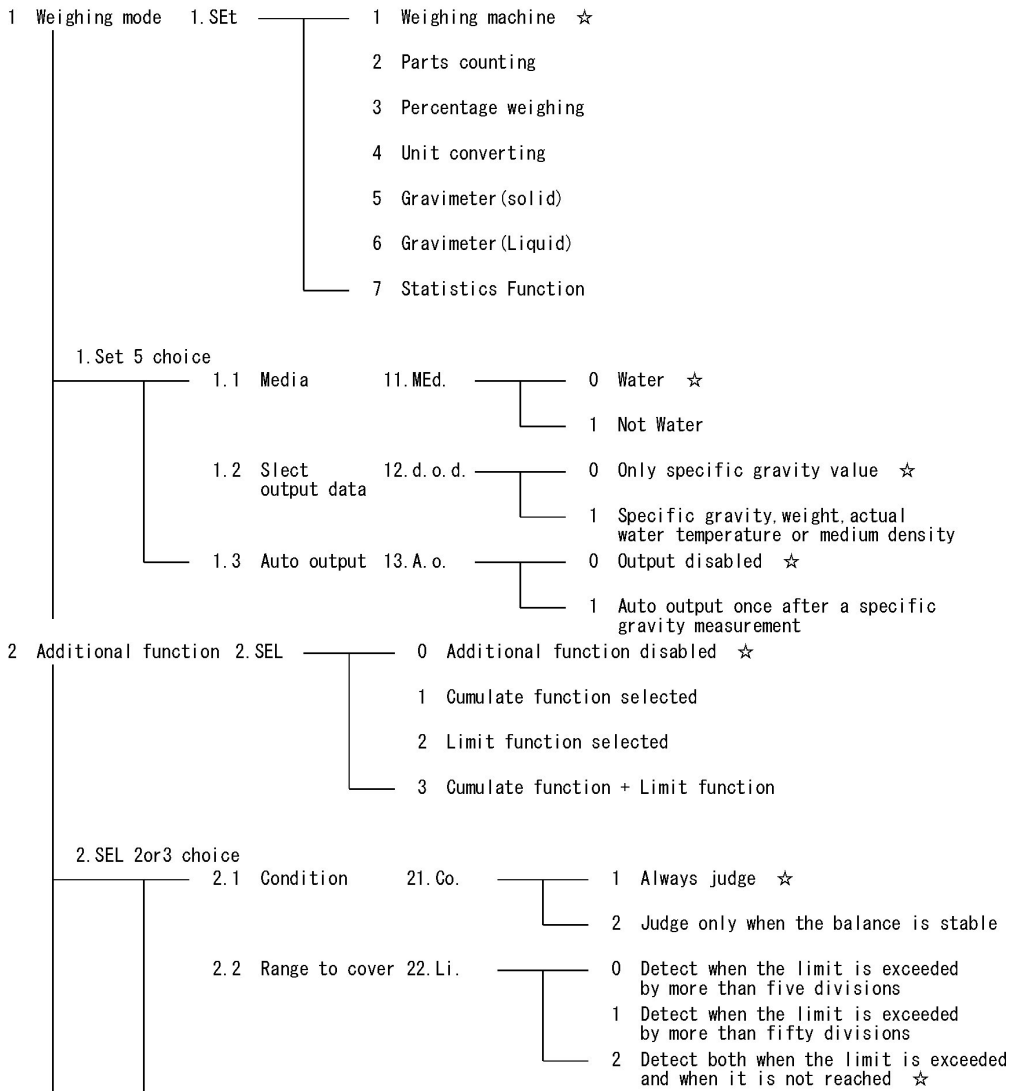 1 Weighing mode 1.SEt 1 Weighing machine ☆
2 Parts counting
3 Percentage weighing
4 Unit converting
5 Gravimeter(solid)
6 Gravimeter(Liquid)
7 Statistics Function
1.Set 5 choice
1.1 Media 11.MEd. 0 Water ☆
1 Not Water
1.2 Slect output data 12.d.o.d. 0 Only specific gravity value ☆
1 Specific gravity,weight,actual
water temperature or medium density
1.3 Auto output 13.A.o. 0 Output disabled ☆
1 Auto output once after a specific
gravity measurement
2 Additional function 2.SEL 0 Additional function disabled ☆
1 Cumulate function selected
2 Limit function selected
3 Cumulate function + Limit function
2.SEL 2or3 choice
2.1 Condition 21.Co. 1 Always judge ☆
2 Judge only when the balance is stable
2.2 Range to cover 22.Li. 0 Detect when the limit is exceeded
by more than five divisions
1 Detect when the limit is exceeded
by more than fifty divisions
2 Detect both when the limit is exceeded
and when it is not reached ☆